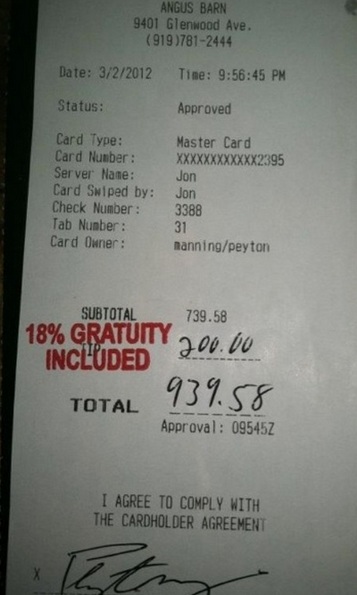 ANGUS BARN
9401 Glenwood Ave.
(919)781-2444
Date: 3/2/2012 Time: 9:56:45 PM
Status: Approved
Card Type: Master Card
Card Number: XXXXXXXXXXXX2395
Server Name: Jon
Card Swiped by: Jon
Check Number: 3388
Tab Number: 31
Card Owner: manning/peyton
SUBTOTAL 739.58
18% GRATUITY
TIP 200.00
INCLUDED
TOTAL 939.58
Approval: 09545Z
I AGREE TO COMPLY WITH
THE CARDHOLDER AGREEMENT
X